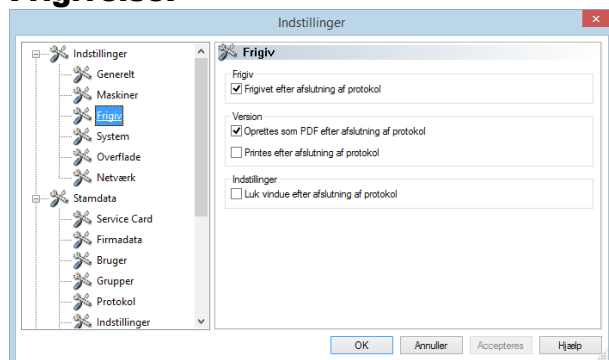 Indstillinger
Indstillinger
Generelt
Maskiner
Frigiv
System
Overflade
Netværk
Stamdata
Service Card
Firmadata
Bruger
Grupper
Protokol
Indstillinger
Frigiv
Frigiv
Frigivet efter afslutning af protokol
Version
Oprettes som PDF efter afslutning af protokol
Printes efter afslutning af protokol
Indstillinger
Luk vindue efter afslutning af protokol
OK Annuller Accepteres Hjælp